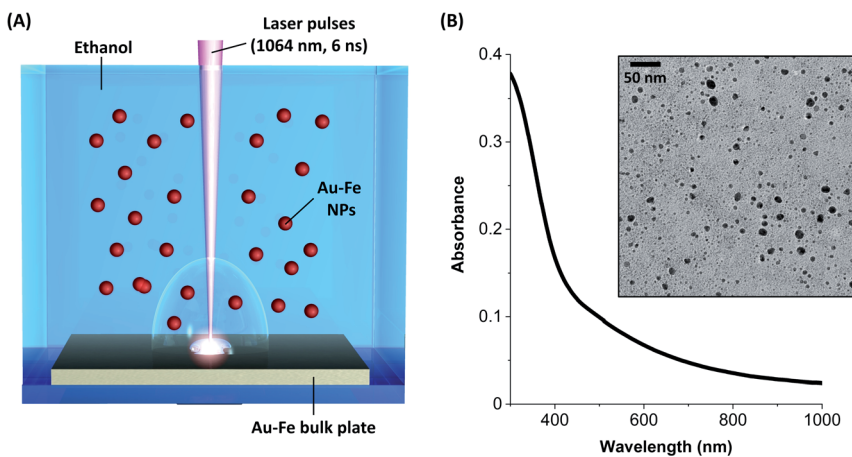 (A)
Laser pulses
(1064 nm, 6 ns)
Ethanol
Au-Fe
NPs
Au-Fe bulk plate
(B)
0.4
0.3
0.2
0.1
0
Absorbance
50 nm
400
600
800
1000
Wavelength (nm)